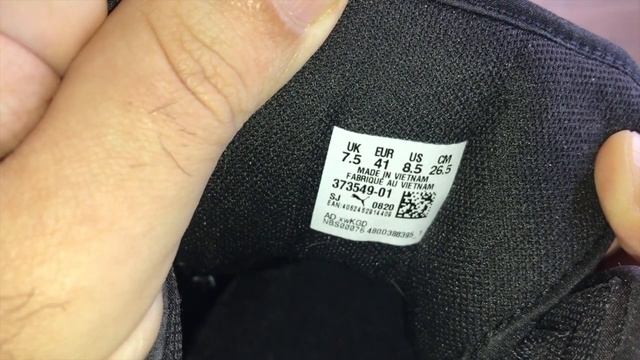 UK EUR US CM
7.5 41 8.5 26.5
MADE IN VIETNAM
FABRIQUE AU VIETNAM
373549-01
SJ 0820
AD